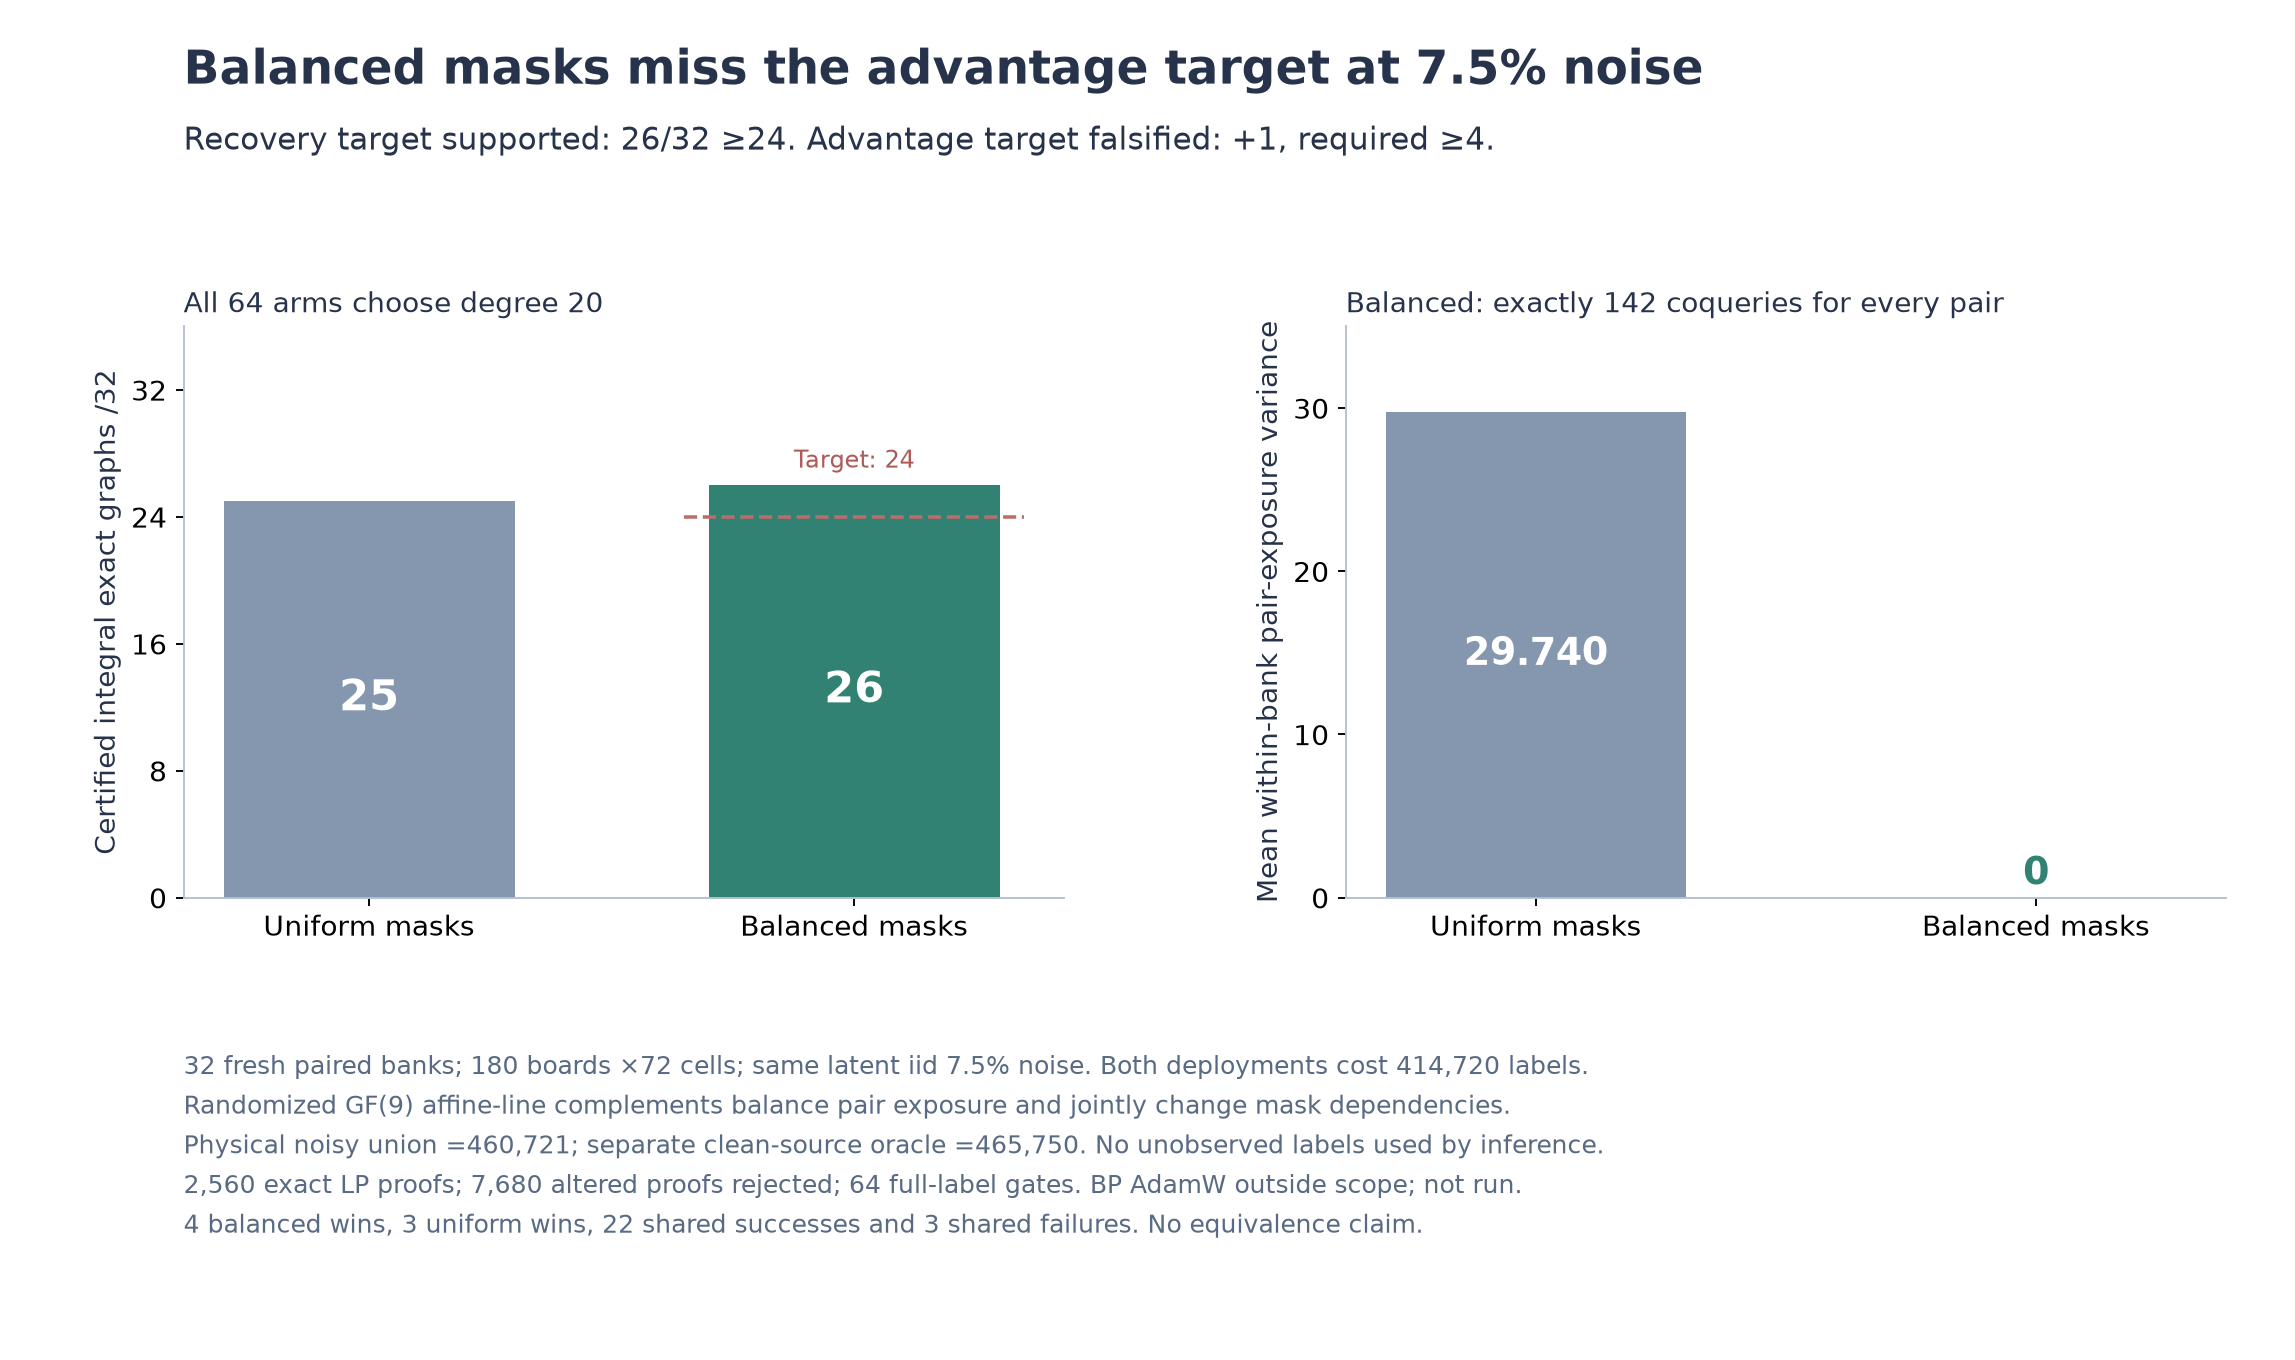 Balanced masks miss the advantage target at 7.5% noise
Recovery target supported: 26/32 ≥24. Advantage target falsified: +1, required ≥4.
All 64 arms choose degree 20
Certified integral exact graphs /32
32
24
16
8
0
Target: 24
25
26
Uniform masks
Balanced masks
Balanced: exactly 142 coqueries for every pair
Mean within-bank pair-exposure variance
30
20
10
0
29.740
0
Uniform masks
Balanced masks
32 fresh paired banks; 180 boards ×72 cells; same latent iid 7.5% noise. Both deployments cost 414,720 labels.
Randomized GF(9) affine-line complements balance pair exposure and jointly change mask dependencies.
Physical noisy union =460,721; separate clean-source oracle =465,750. No unobserved labels used by inference.
2,560 exact LP proofs; 7,680 altered proofs rejected; 64 full-label gates. BP AdamW outside scope; not run.
4 balanced wins, 3 uniform wins, 22 shared successes and 3 shared failures. No equivalence claim.